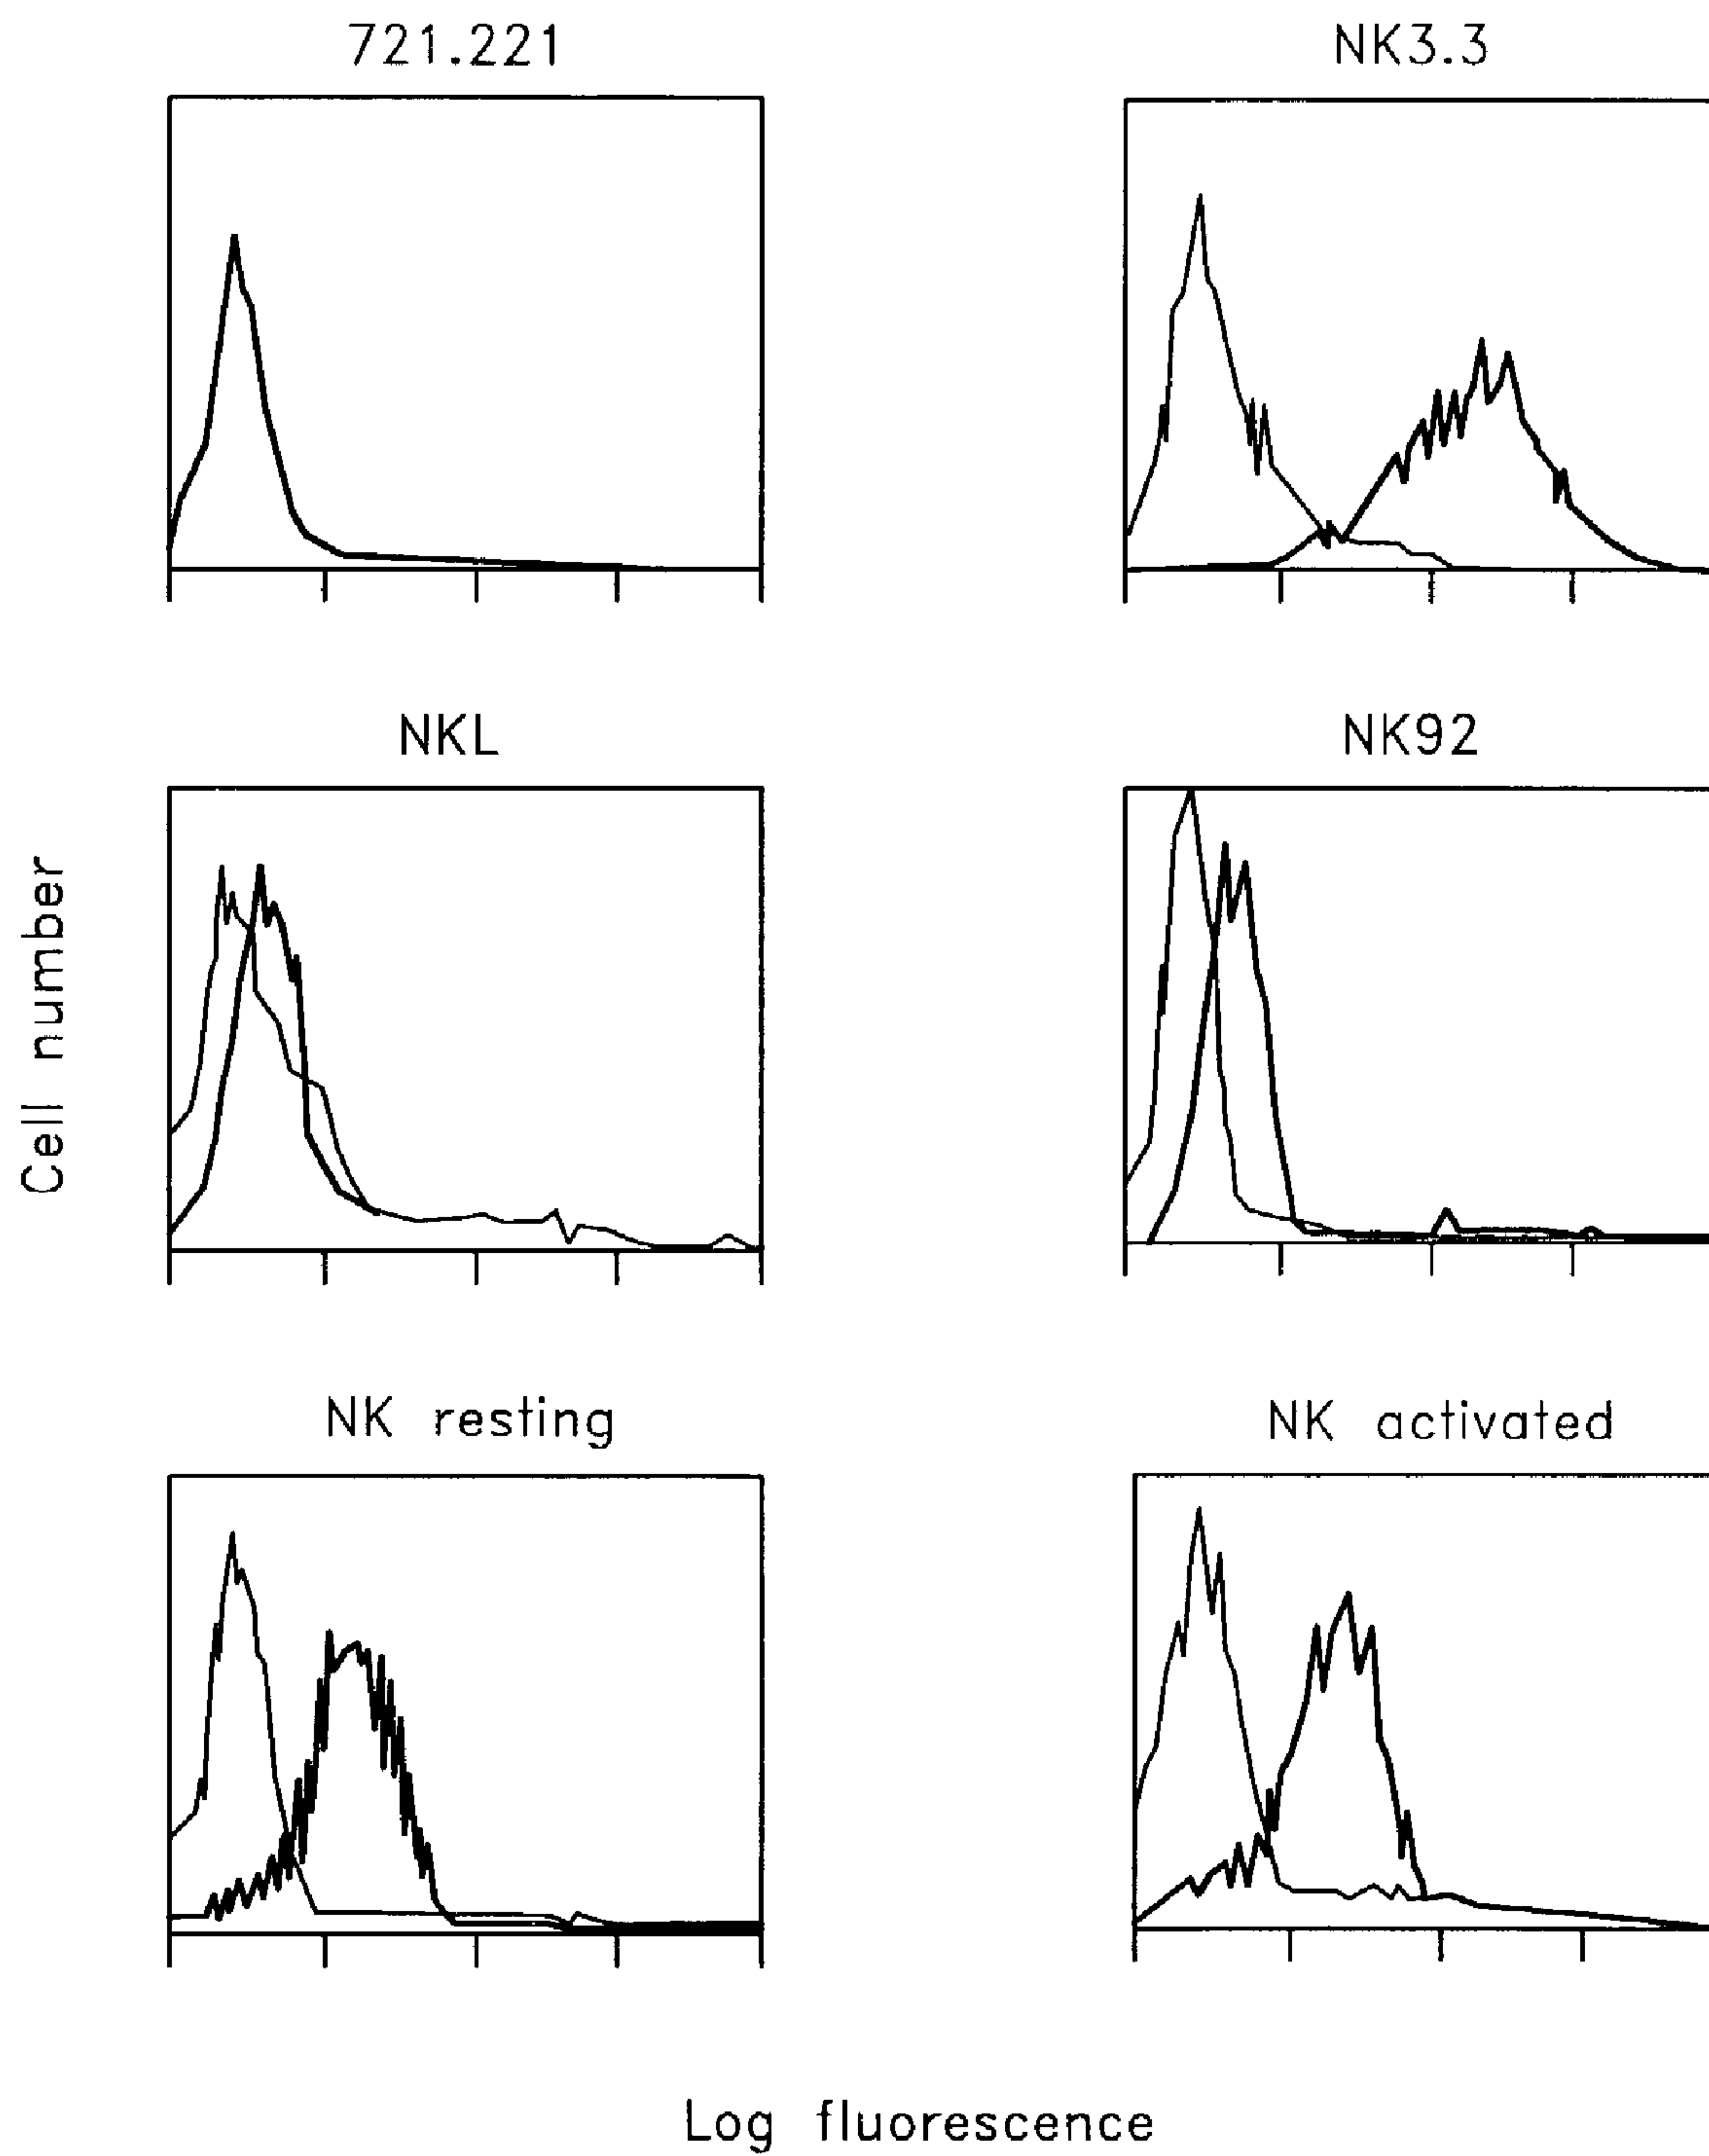 721.221
NK3.3
NKL
NK92
Cell number
NK resting
NK activated
Log fluorescence